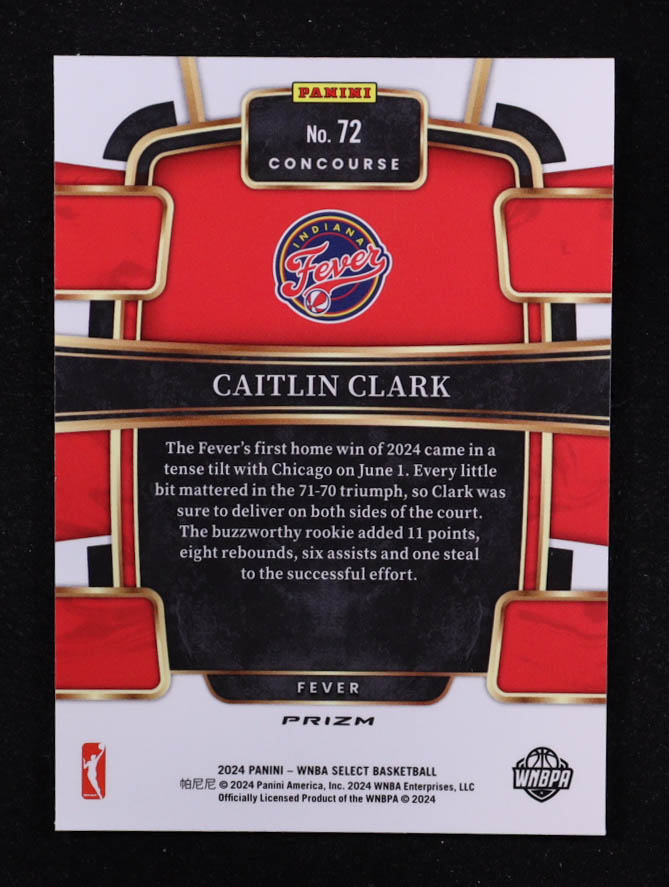 PANINI
No. 72
CONCOURSE
INDIANA
Fever
CAITLIN CLARK
The Fever's first home win of 2024 came in a
tense tilt with Chicago on June 1. Every little
bit mattered in the 71-70 triumph, so Clark was
sure to deliver on both sides of the court.
The buzzworthy rookie added 11 points,
eight rebounds, six assists and one steal
to the successful effort.
FEVER
PRIZM
2024 PANINI – WNBA SELECT BASKETBALL
帕尼尼 © 2024 Panini America, Inc. 2024 WNBA Enterprises, LLC
Officially Licensed Product of the WNBPA © 2024
WNBPA